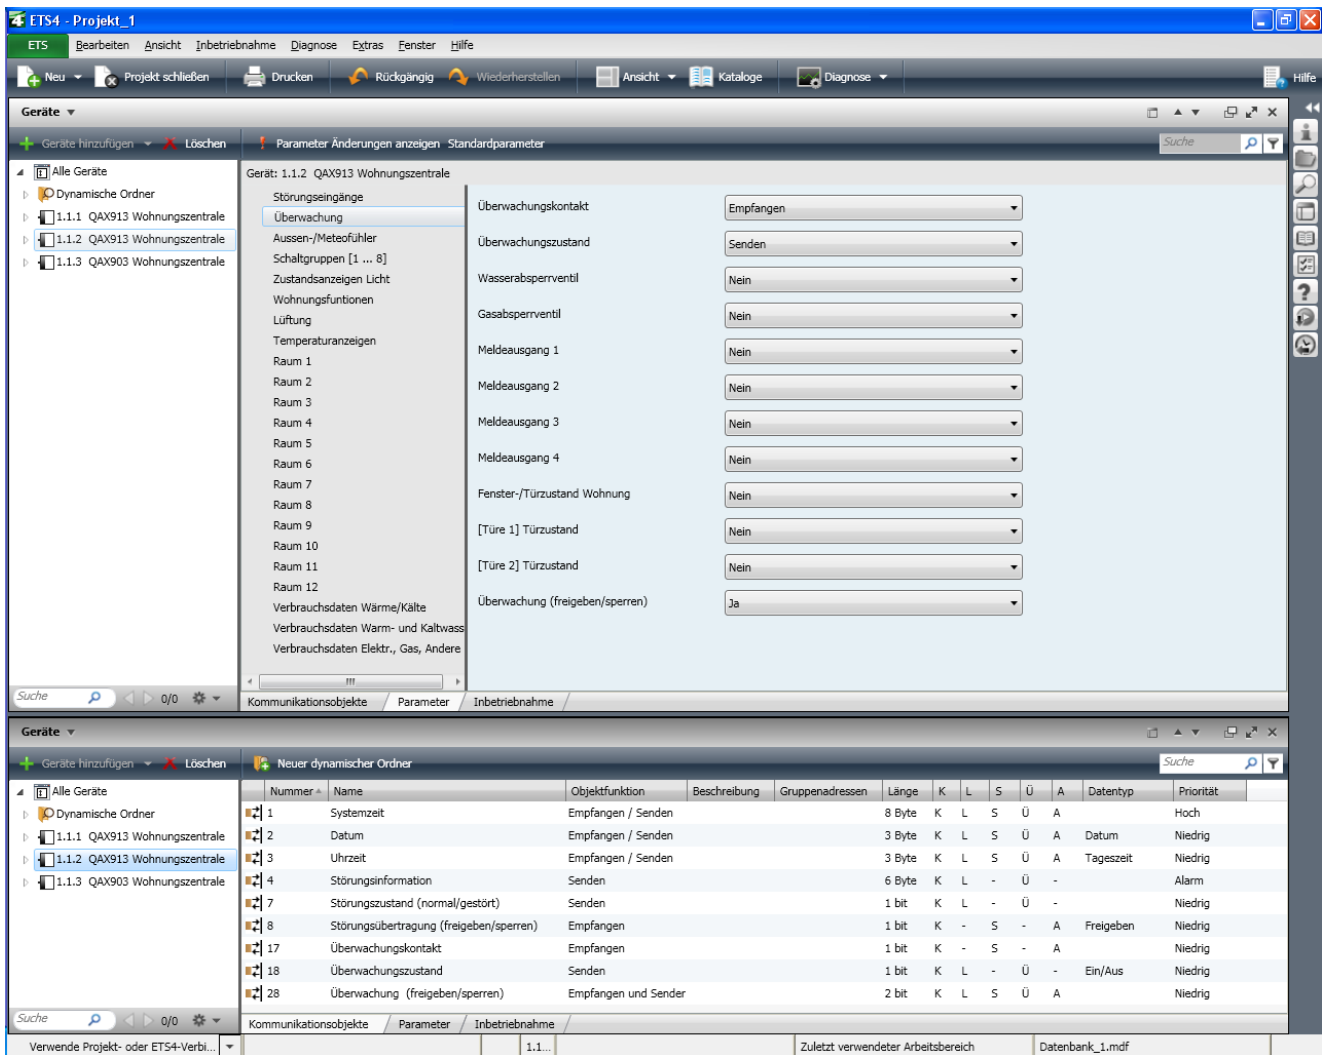 ETS4 - Projekt_1
ETS Bearbeiten Ansicht Inbetriebnahme Diagnose Extras Fenster Hilfe
Neu Projekt schließen Drucken Rückgängig Wiederherstellen Ansicht Kataloge Diagnose Hilfe
Geräte
Geräte hinzufügen Löschen Parameter Änderungen anzeigen Standardparameter Suche
Alle Geräte
Dynamische Ordner
1.1.1 QAX913 Wohnungszentrale
1.1.2 QAX913 Wohnungszentrale
1.1.3 QAX903 Wohnungszentrale
Suche 0/0
Gerät: 1.1.2 QAX913 Wohnungszentrale
Störungseingänge
Überwachung
Aussen-/Meteofühler
Schaltgruppen [1 ... 8]
Zustandsanzeigen Licht
Wohnungsfuntionen
Lüftung
Temperaturanzeigen
Raum 1
Raum 2
Raum 3
Raum 4
Raum 5
Raum 6
Raum 7
Raum 8
Raum 9
Raum 10
Raum 11
Raum 12
Verbrauchsdaten Wärme/Kälte
Verbrauchsdaten Warm- und Kaltwass
Verbrauchsdaten Elektr., Gas, Andere
Überwachungskontakt Empfangen
Überwachungszustand Senden
Wasserabsperrventil Nein
Gasabsperrventil Nein
Meldeausgang 1 Nein
Meldeausgang 2 Nein
Meldeausgang 3 Nein
Meldeausgang 4 Nein
Fenster-/Türzustand Wohnung Nein
[Türe 1] Türzustand Nein
[Türe 2] Türzustand Nein
Überwachung (freigeben/sperren) Ja
Kommunikationsobjekte Parameter Inbetriebnahme
Geräte
Geräte hinzufügen Löschen Neuer dynamischer Ordner Suche
Alle Geräte
Dynamische Ordner
1.1.1 QAX913 Wohnungszentrale
1.1.2 QAX913 Wohnungszentrale
1.1.3 QAX903 Wohnungszentrale
Suche 0/0
Nummer Name Objektfunktion Beschreibung Gruppenadressen Länge K L S Ü A Datentyp Priorität
1 Systemzeit Empfangen / Senden 8 Byte K L S Ü A Hoch
2 Datum Empfangen / Senden 3 Byte K L S Ü A Datum Niedrig
3 Uhrzeit Empfangen / Senden 3 Byte K L S Ü A Tageszeit Niedrig
4 Störungsinformation Senden 6 Byte K L - Ü - Alarm
7 Störungszustand (normal/gestört) Senden 1 bit K L - Ü - Niedrig
8 Störungsübertragung (freigeben/sperren) Empfangen 1 bit K - S - A Freigeben Niedrig
17 Überwachungskontakt Empfangen 1 bit K - S - A Niedrig
18 Überwachungszustand Senden 1 bit K L - Ü - Ein/Aus Niedrig
28 Überwachung (freigeben/sperren) Empfangen und Sender 2 bit K L S Ü A Niedrig
Kommunikationsobjekte Parameter Inbetriebnahme
Verwende Projekt- oder ETS4-Verbi... 1.1... Zuletzt verwendeter Arbeitsbereich Datenbank_1.mdf